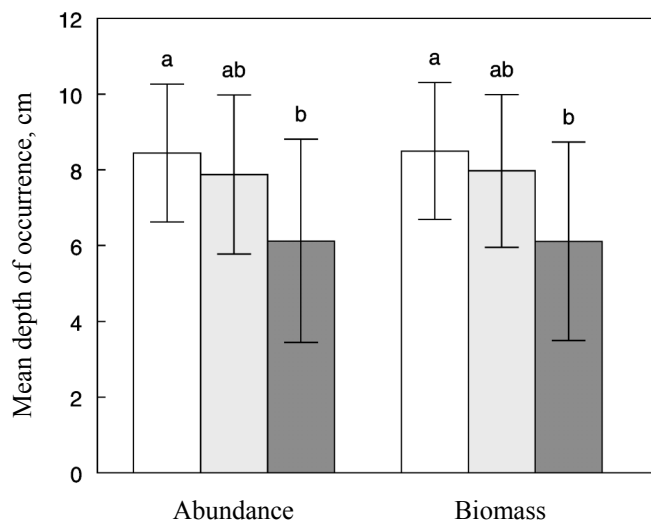 Mean depth of occurrence, cm
12
10
8
6
4
2
0
a
ab
b
a
ab
b
Abundance
Biomass